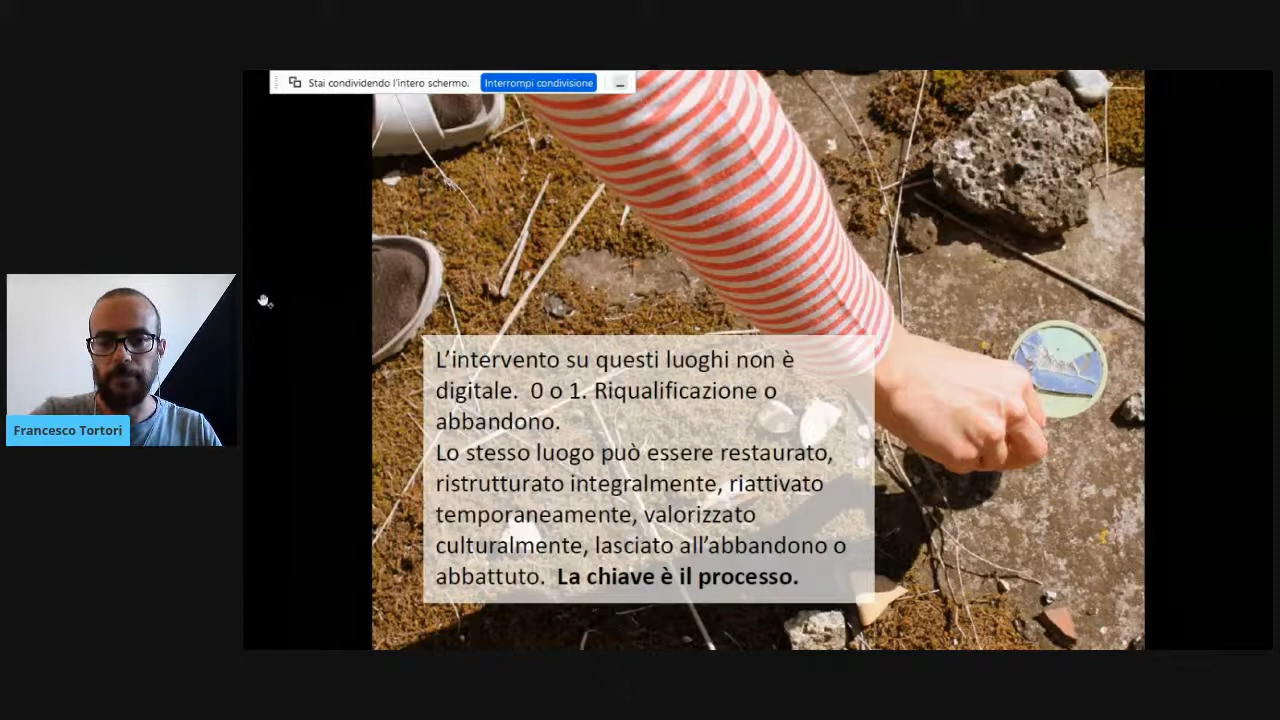 Stai condividendo l'intero schermo. Interrompi condivisione
Francesco Tortori
L'intervento su questi luoghi non è
digitale. 0 o 1. Riqualificazione o
abbandono.
Lo stesso luogo può essere restaurato,
ristrutturato integralmente, riattivato
temporaneamente, valorizzato
culturalmente, lasciato all'abbandono o
abbattuto. La chiave è il processo.